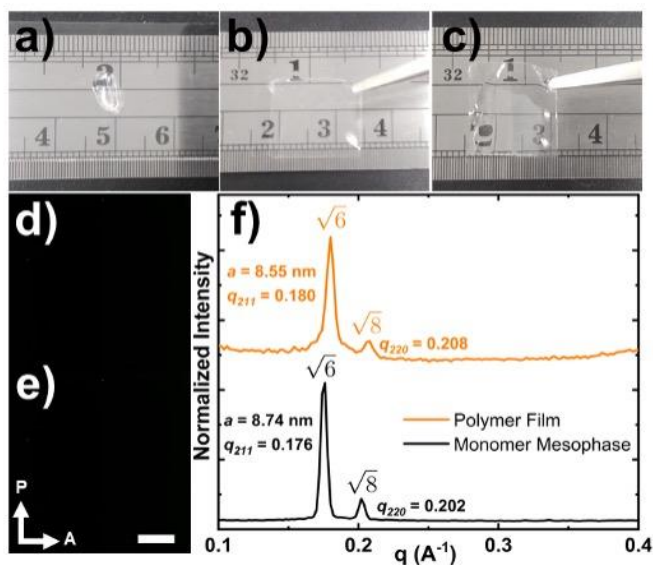 a)
2
4 5 6
b)
32 1
2 3 4
c)
32 1
3 4
d)
e)
P
A
f)
√6
a = 8.55 nm
q211 = 0.180
√8
q220 = 0.208
√6
a = 8.74 nm
q211 = 0.176
√8
q220 = 0.202
Polymer Film
Monomer Mesophase
Normalized Intensity
0.1 0.2 0.3 0.4
q (A⁻¹)